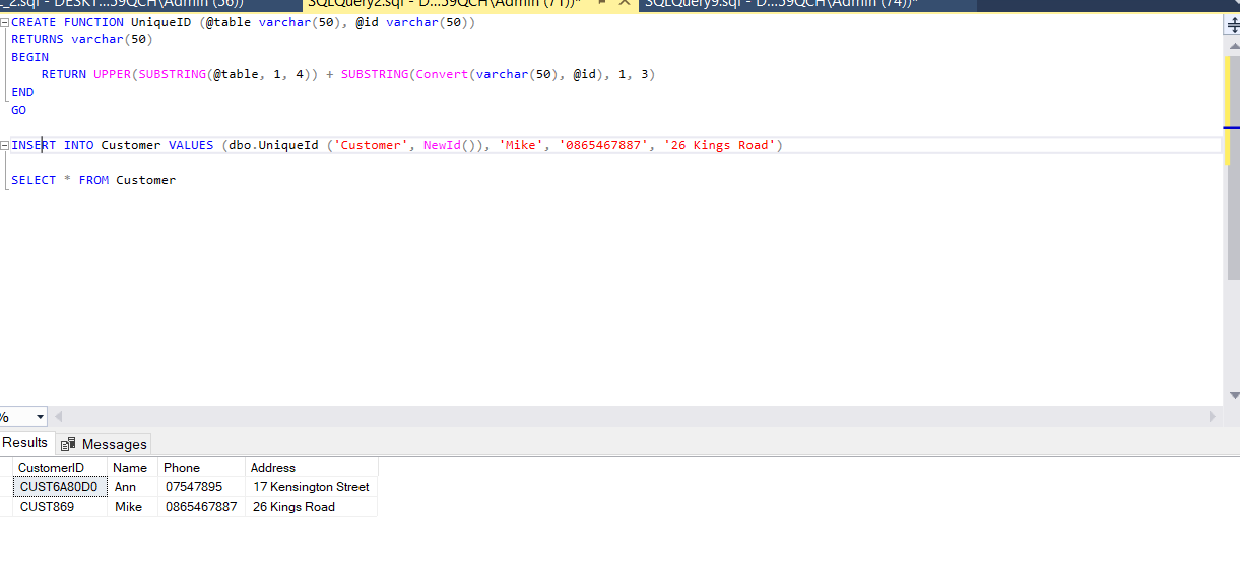 L_2.sql - DESKT...59QCH\Admin (56))
SQLQuery2.sql - D...59QCH\Admin (71))*
SQLQuery9.sql - D...59QCH\Admin (74))*
CREATE FUNCTION UniqueID (@table varchar(50), @id varchar(50))
RETURNS varchar(50)
BEGIN
RETURN UPPER(SUBSTRING(@table, 1, 4)) + SUBSTRING(Convert(varchar(50), @id), 1, 3)
END
GO
INSERT INTO Customer VALUES (dbo.UniqueId ('Customer', NewId()), 'Mike', '0865467887', '26 Kings Road')
SELECT * FROM Customer
%
Results Messages
CustomerID Name Phone Address
CUST6A80D0 Ann 07547895 17 Kensington Street
CUST869 Mike 0865467887 26 Kings Road